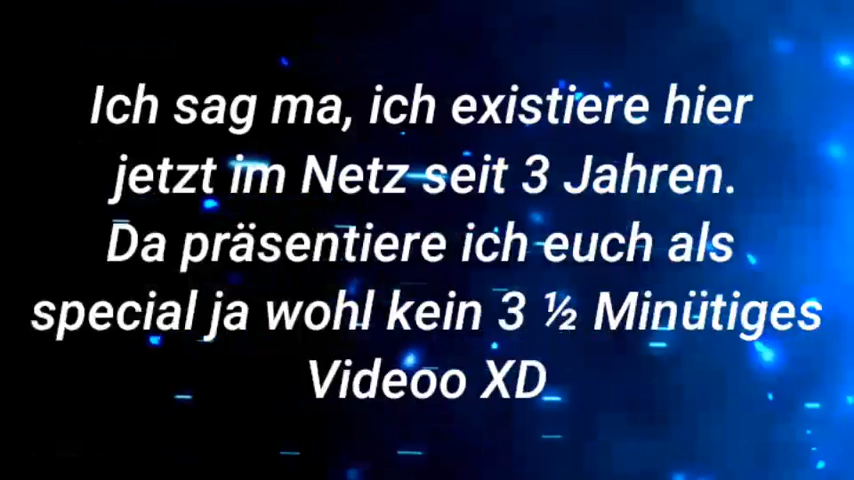 Ich sag ma, ich existiere hier
jetzt im Netz seit 3 Jahren.
Da präsentiere ich euch als
special ja wohl kein 3 ½ Minütiges
Videoo XD